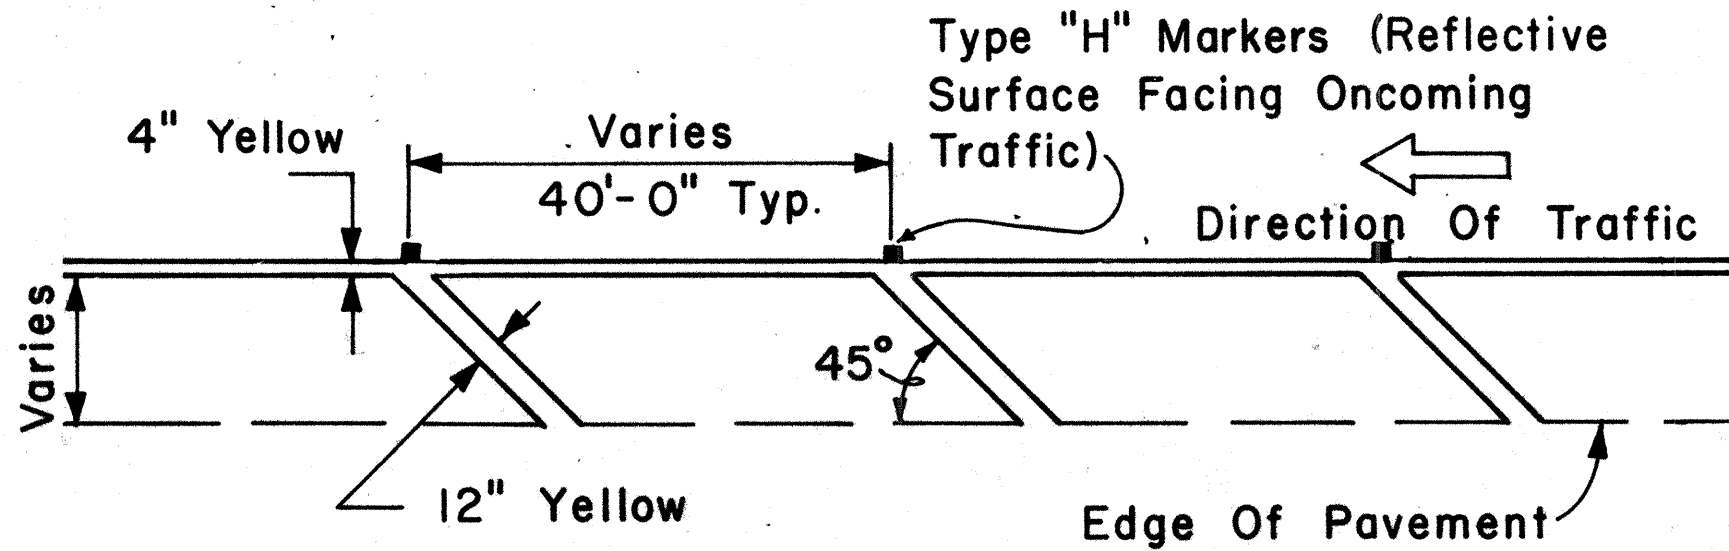 Type "H" Markers (Reflective
Surface Facing Oncoming
Traffic)
4" Yellow
Varies
40'-0" Typ.
Direction Of Traffic
Varies
45°
12" Yellow
Edge Of Pavement